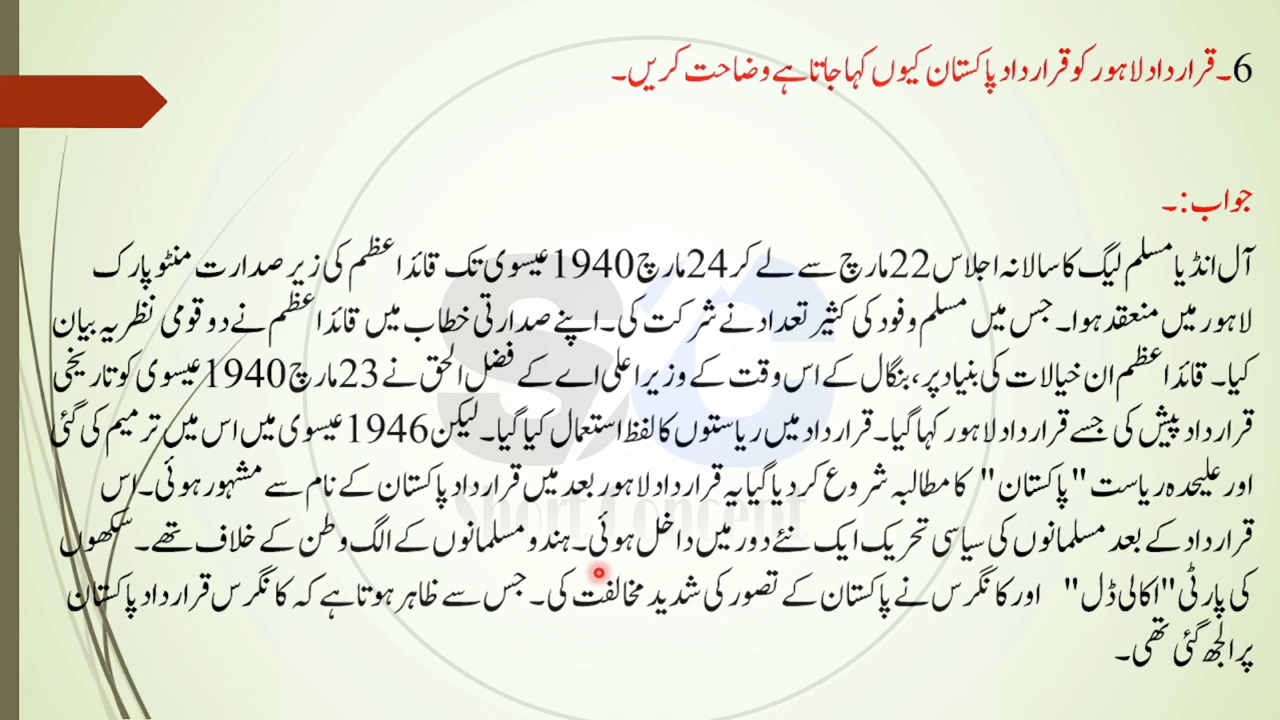 6۔ قرارداد لاہور کو قرارداد پاکستان کیوں کہا جاتا ہے وضاحت کریں۔
جواب:۔
آل انڈیا مسلم لیگ کا سالانہ اجلاس 22 مارچ سے لے کر 24 مارچ 1940 عیسوی تک قائد اعظم کی زیر صدارت منٹو پارک
لاہور میں منعقد ہوا۔ جس میں مسلم وفود کی کثیر تعداد نے شرکت کی۔ اپنے صدارتی خطاب میں قائد اعظم نے دو قومی نظریہ بیان
کیا۔ قائد اعظم ان خیالات کی بنیاد پر، بنگال کے اس وقت کے وزیر اعلی اے کے فضل الحق نے 23 مارچ 1940 عیسوی کو تاریخی
قرارداد پیش کی جسے قرارداد لاہور کہا گیا۔ قرارداد میں ریاستوں کا لفظ استعمال کیا گیا۔ لیکن 1946 عیسوی میں اس میں ترمیم کی گئی
اور علیحدہ ریاست "پاکستان" کا مطالبہ شروع کر دیا گیا یہ قرارداد لاہور بعد میں قرارداد پاکستان کے نام سے مشہور ہوئی۔ اس
قرارداد کے بعد مسلمانوں کی سیاسی تحریک ایک نئے دور میں داخل ہوئی۔ ہندو مسلمانوں کے الگ وطن کے خلاف تھے۔ سکھوں
کی پارٹی "اکالی ڈل" اور کانگرس نے پاکستان کے تصور کی شدید مخالفت کی۔ جس سے ظاہر ہوتا ہے کہ کانگرس قرارداد پاکستان
پر الجھ گئی تھی۔
SC
Short Concept